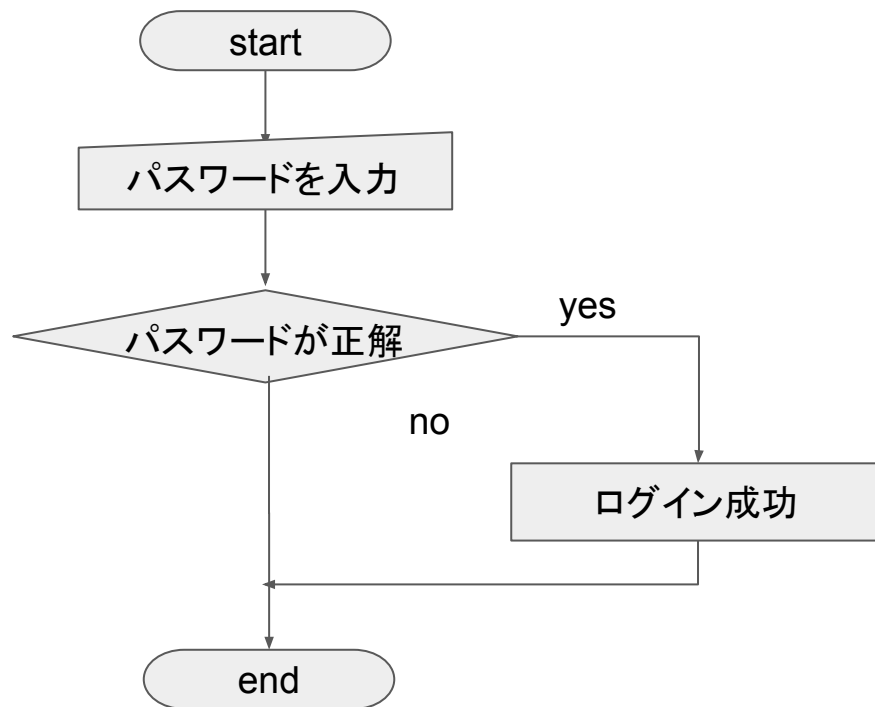 start
パスワードを入力
パスワードが正解
yes
no
ログイン成功
end